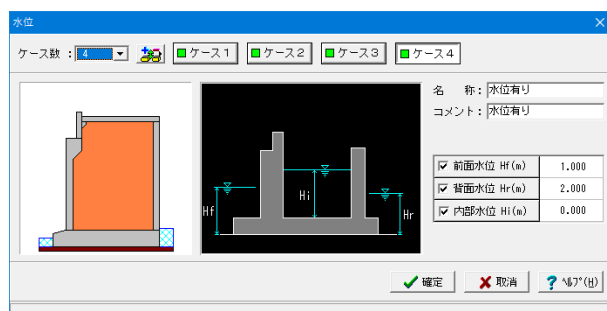 水位
ケース数 : 4 ケース1 ケース2 ケース3 ケース4
名 称: 水位有り
コメント: 水位有り
Hf Hi Hr
前面水位 Hf(m) 1.000
背面水位 Hr(m) 2.000
内部水位 Hi(m) 0.000
確定 取消 ? ﾍﾙﾌﾟ(H)